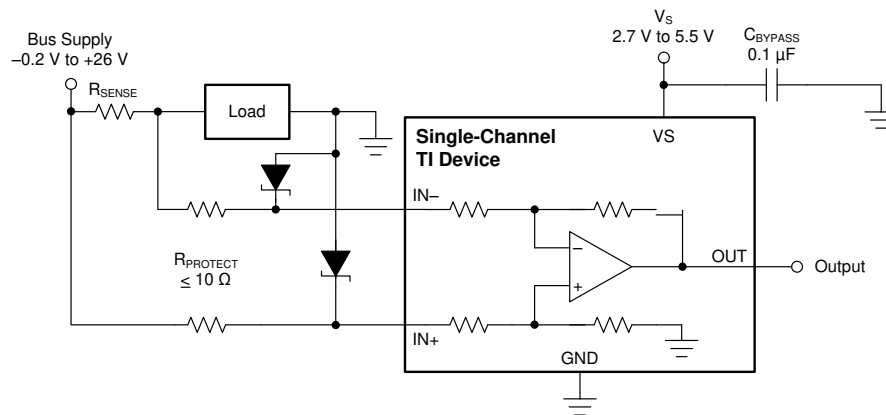 Bus Supply
–0.2 V to +26 V
RSENSE
Load
VS
2.7 V to 5.5 V
CBYPASS
0.1 µF
Single-Channel
TI Device
VS
IN–
RPROTECT
≤ 10 Ω
–
+
OUT
Output
IN+
GND